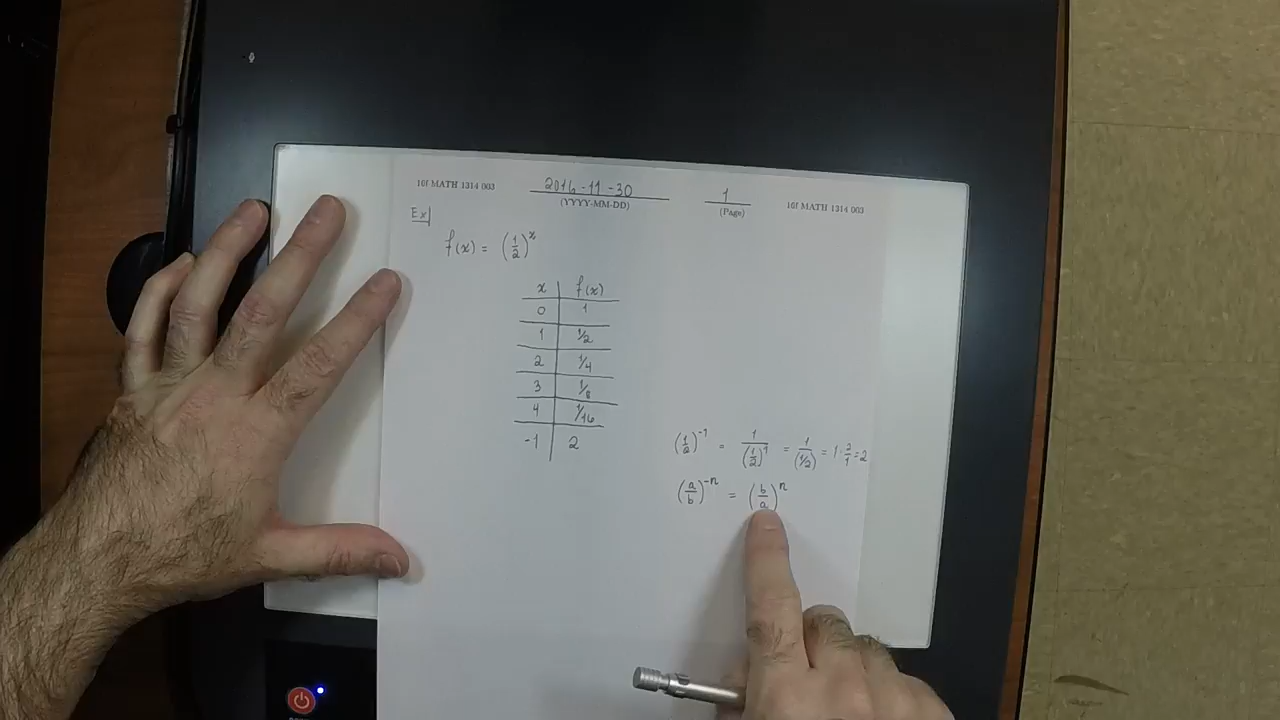 10f MATH 1314 003 2016-11-30 1 10f MATH 1314 003
(YYYY-MM-DD) (Page)
Ex
f(x) = (1/2)^x
x f(x)
0 1
1 1/2
2 1/4
3 1/8
4 1/16
-1 2
(1/2)^-1 = 1/(1/2)^1 = 1/(1/2) = 1·2/1=2
(a/b)^-n = (b/a)^n